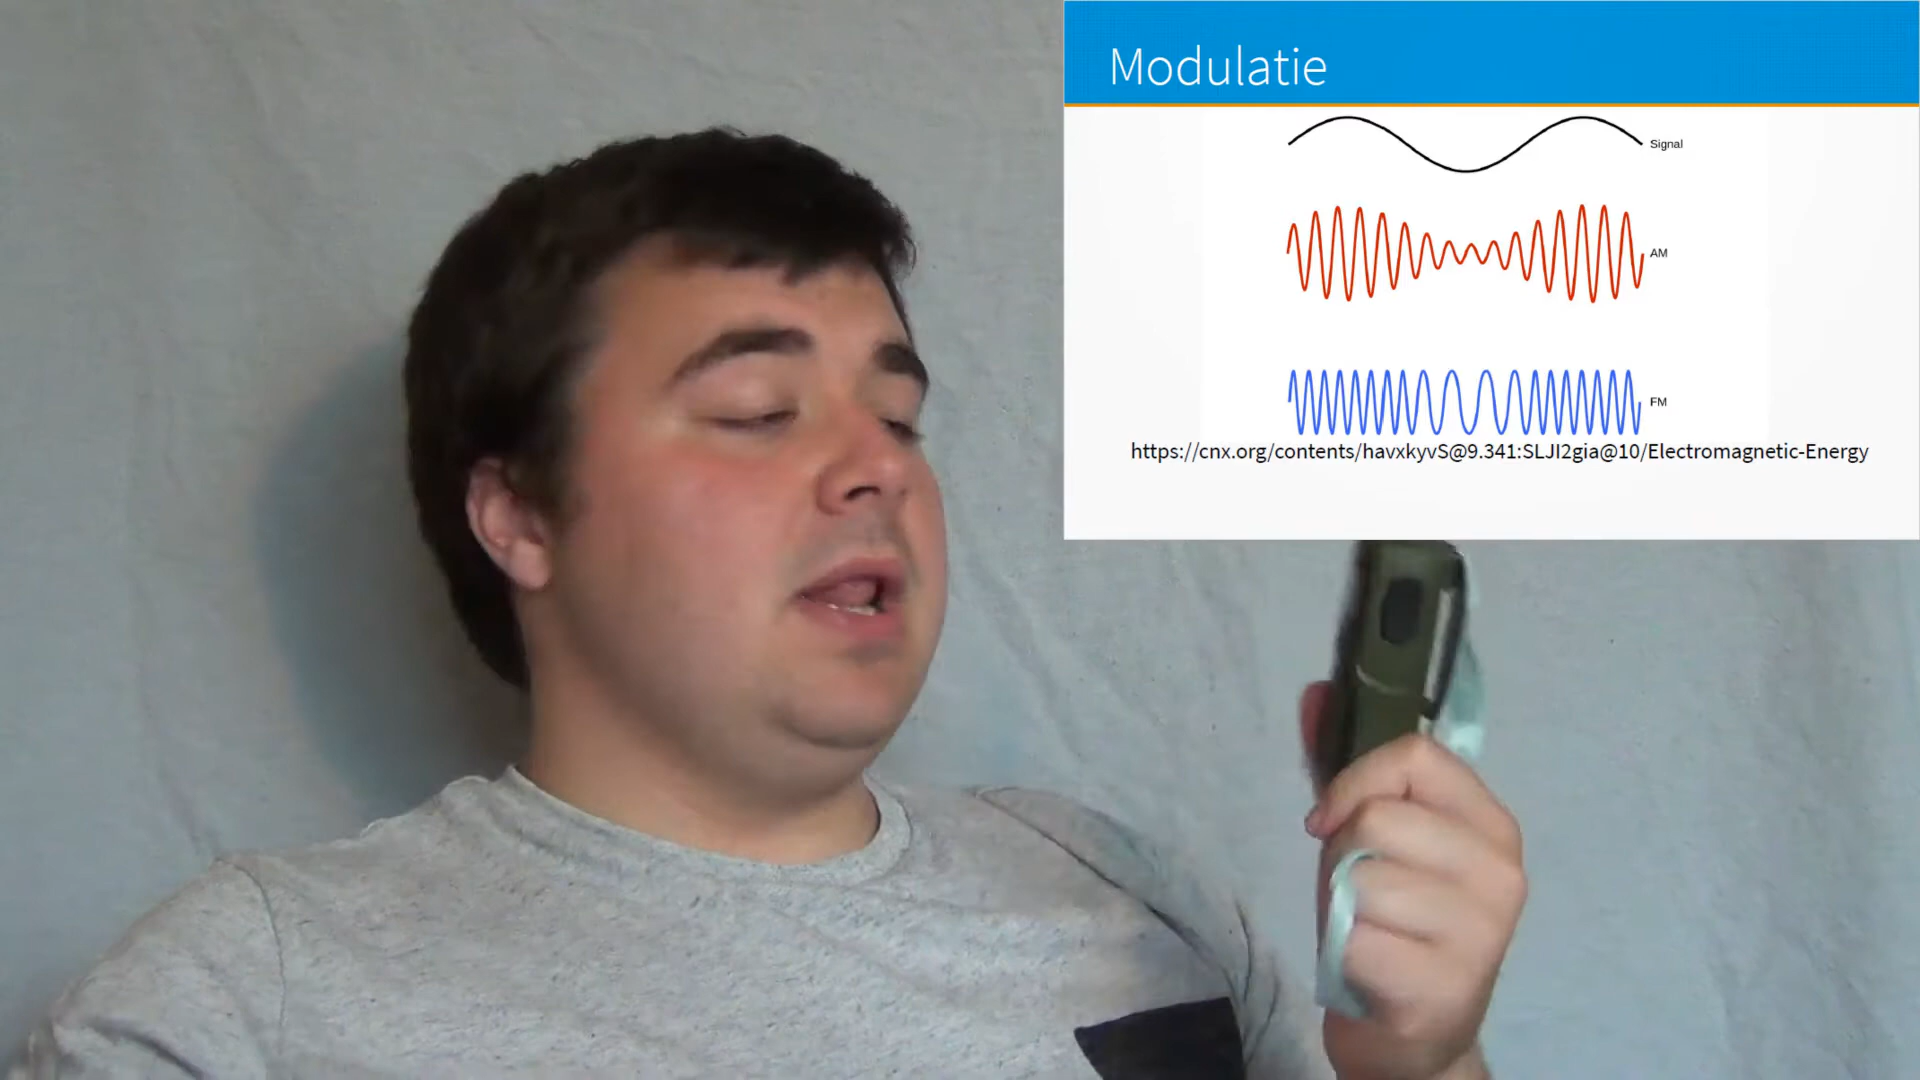 Modulatie
Signal
AM
FM
https://cnx.org/contents/havxkyvS@9.341:SLJI2gia@10/Electromagnetic-Energy